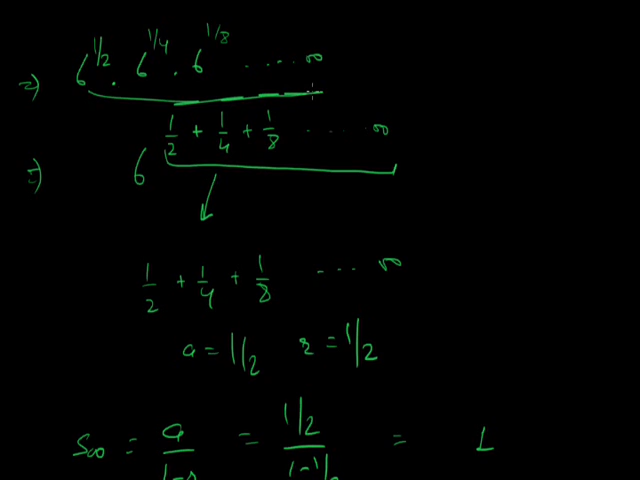 ⇒ 6^1/2 . 6^1/4 . 6^1/8 ..... ∞
⇒ 6^(1/2 + 1/4 + 1/8 ..... ∞)
1/2 + 1/4 + 1/8 .... ∞
a = 1/2 r = 1/2
S∞ = a/(1-r) = (1/2)/(1-1/2) = 1